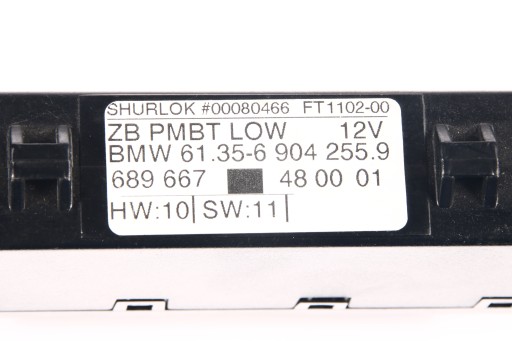 SHURLOK #00080466 FT1102-00
ZB PMBT LOW 12V
BMW 61.35-6 904 255.9
689 667 48 00 01
HW:10| SW:11|